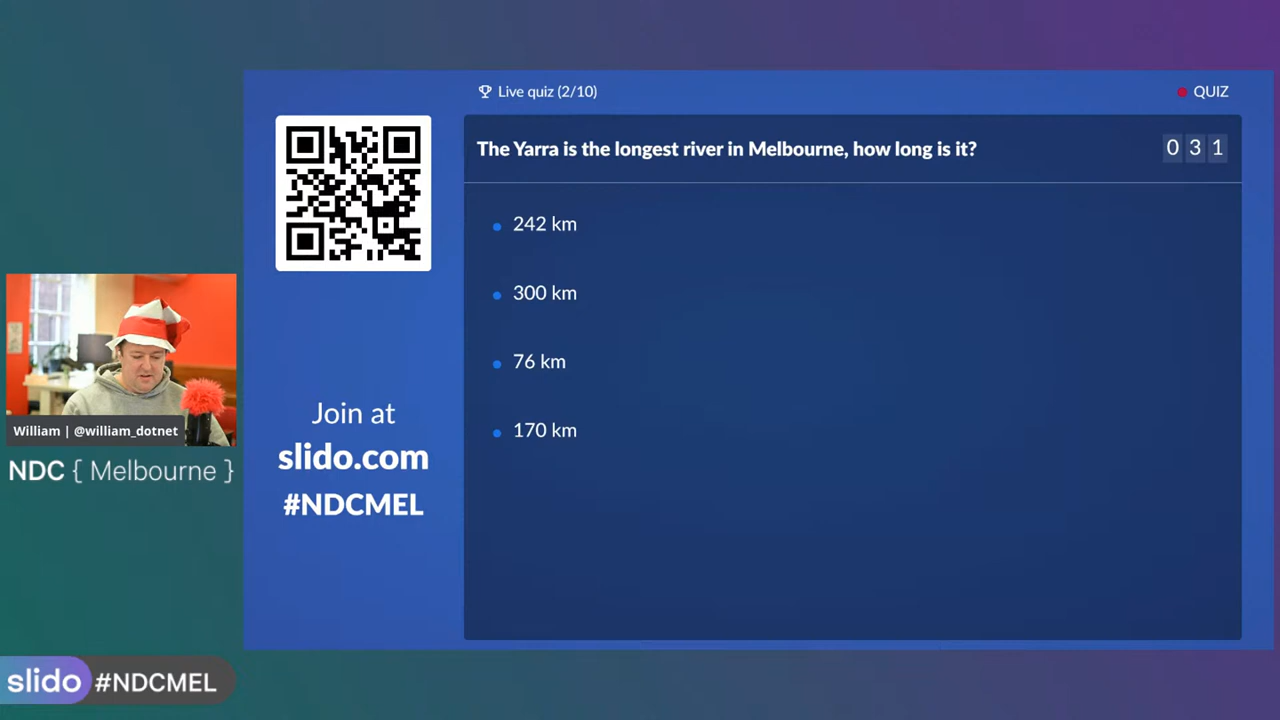 Live quiz (2/10)
QUIZ
The Yarra is the longest river in Melbourne, how long is it?
0 3 1
242 km
300 km
76 km
170 km
Join at
slido.com
#NDCMEL
William | @william_dotnet
NDC { Melbourne }
slido #NDCMEL